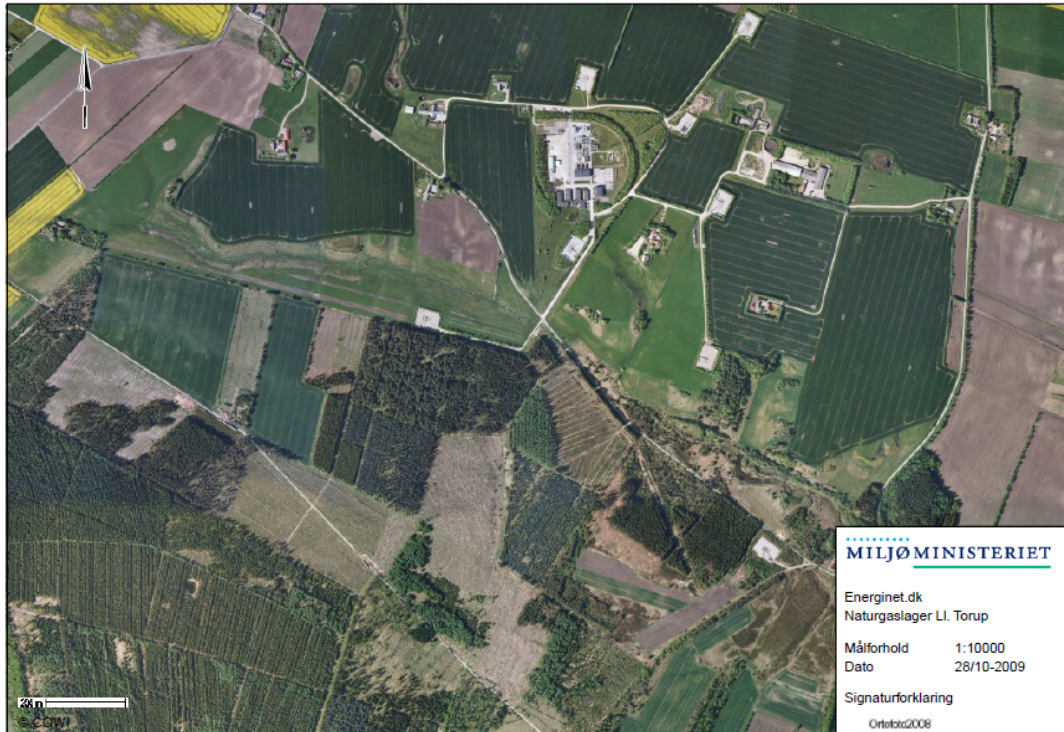 MILJØMINISTERIET
Energinet.dk
Naturgaslager Ll. Torup
Målforhold 1:10000
Dato 28/10-2009
Signaturforklaring
Ortofoto2008
© COWI